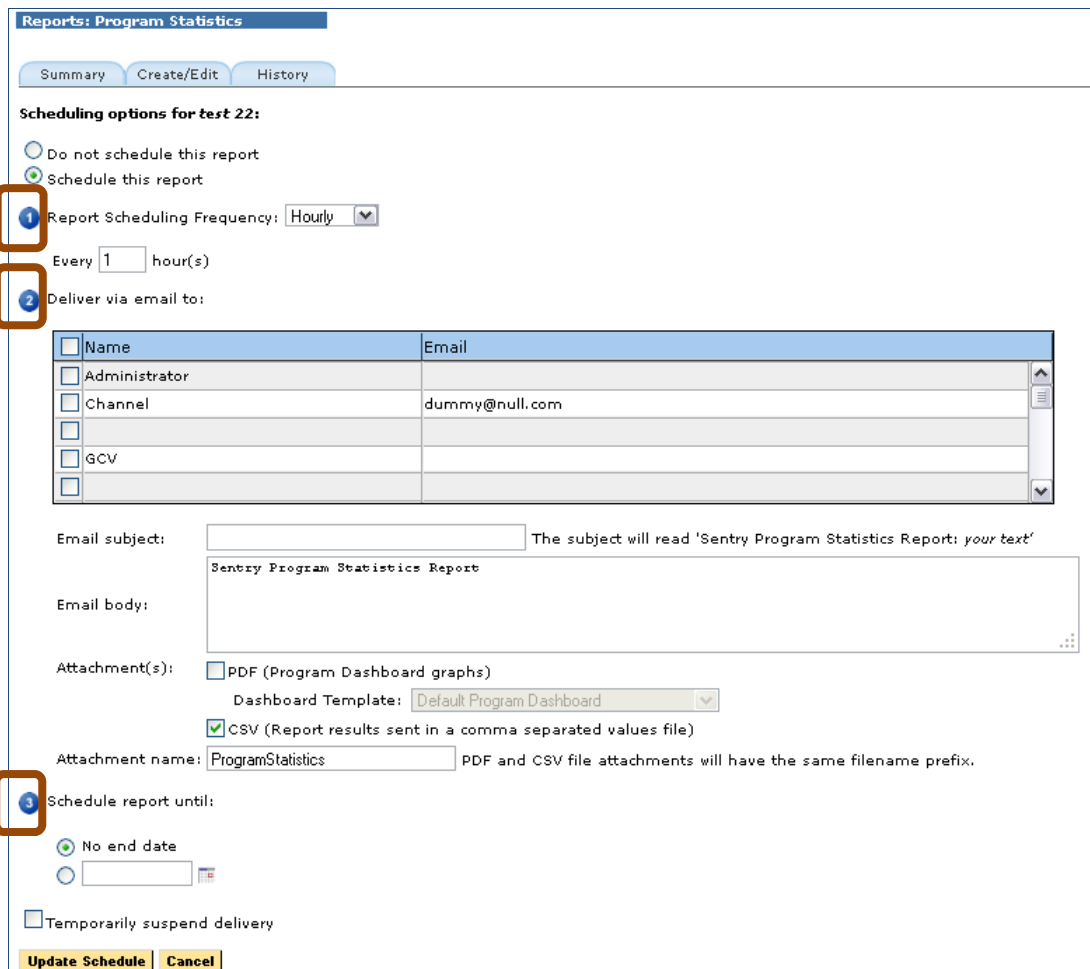 Reports: Program Statistics
Summary Create/Edit History
Scheduling options for test 22:
Do not schedule this report
Schedule this report
1 Report Scheduling Frequency: Hourly
Every 1 hour(s)
2 Deliver via email to:
Name Email
Administrator
Channel dummy@null.com
GCV
Email subject: The subject will read 'Sentry Program Statistics Report: your text'
Sentry Program Statistics Report
Email body:
Attachment(s): PDF (Program Dashboard graphs)
Dashboard Template: Default Program Dashboard
CSV (Report results sent in a comma separated values file)
Attachment name: ProgramStatistics PDF and CSV file attachments will have the same filename prefix.
3 Schedule report until:
No end date
Temporarily suspend delivery
Update Schedule Cancel